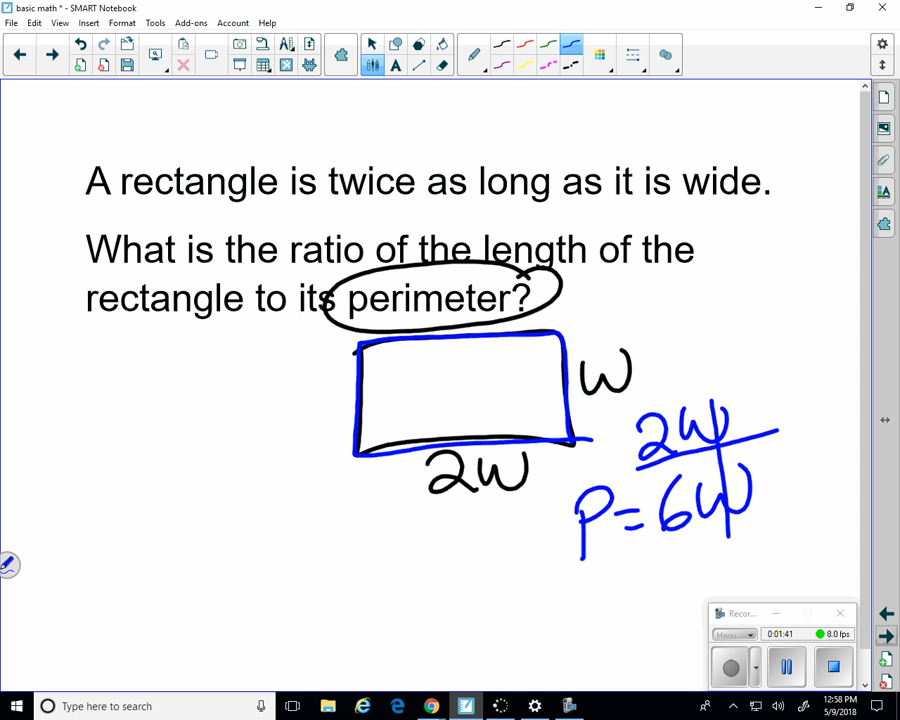 basic math * - SMART Notebook
File Edit View Insert Format Tools Add-ons Account Help
A rectangle is twice as long as it is wide.
What is the ratio of the length of the
rectangle to its perimeter?
W
2W
2W
P = 6W
Recor...
Menu
0:01:41 8.0 fps
Type here to search
12:58 PM
5/9/2018